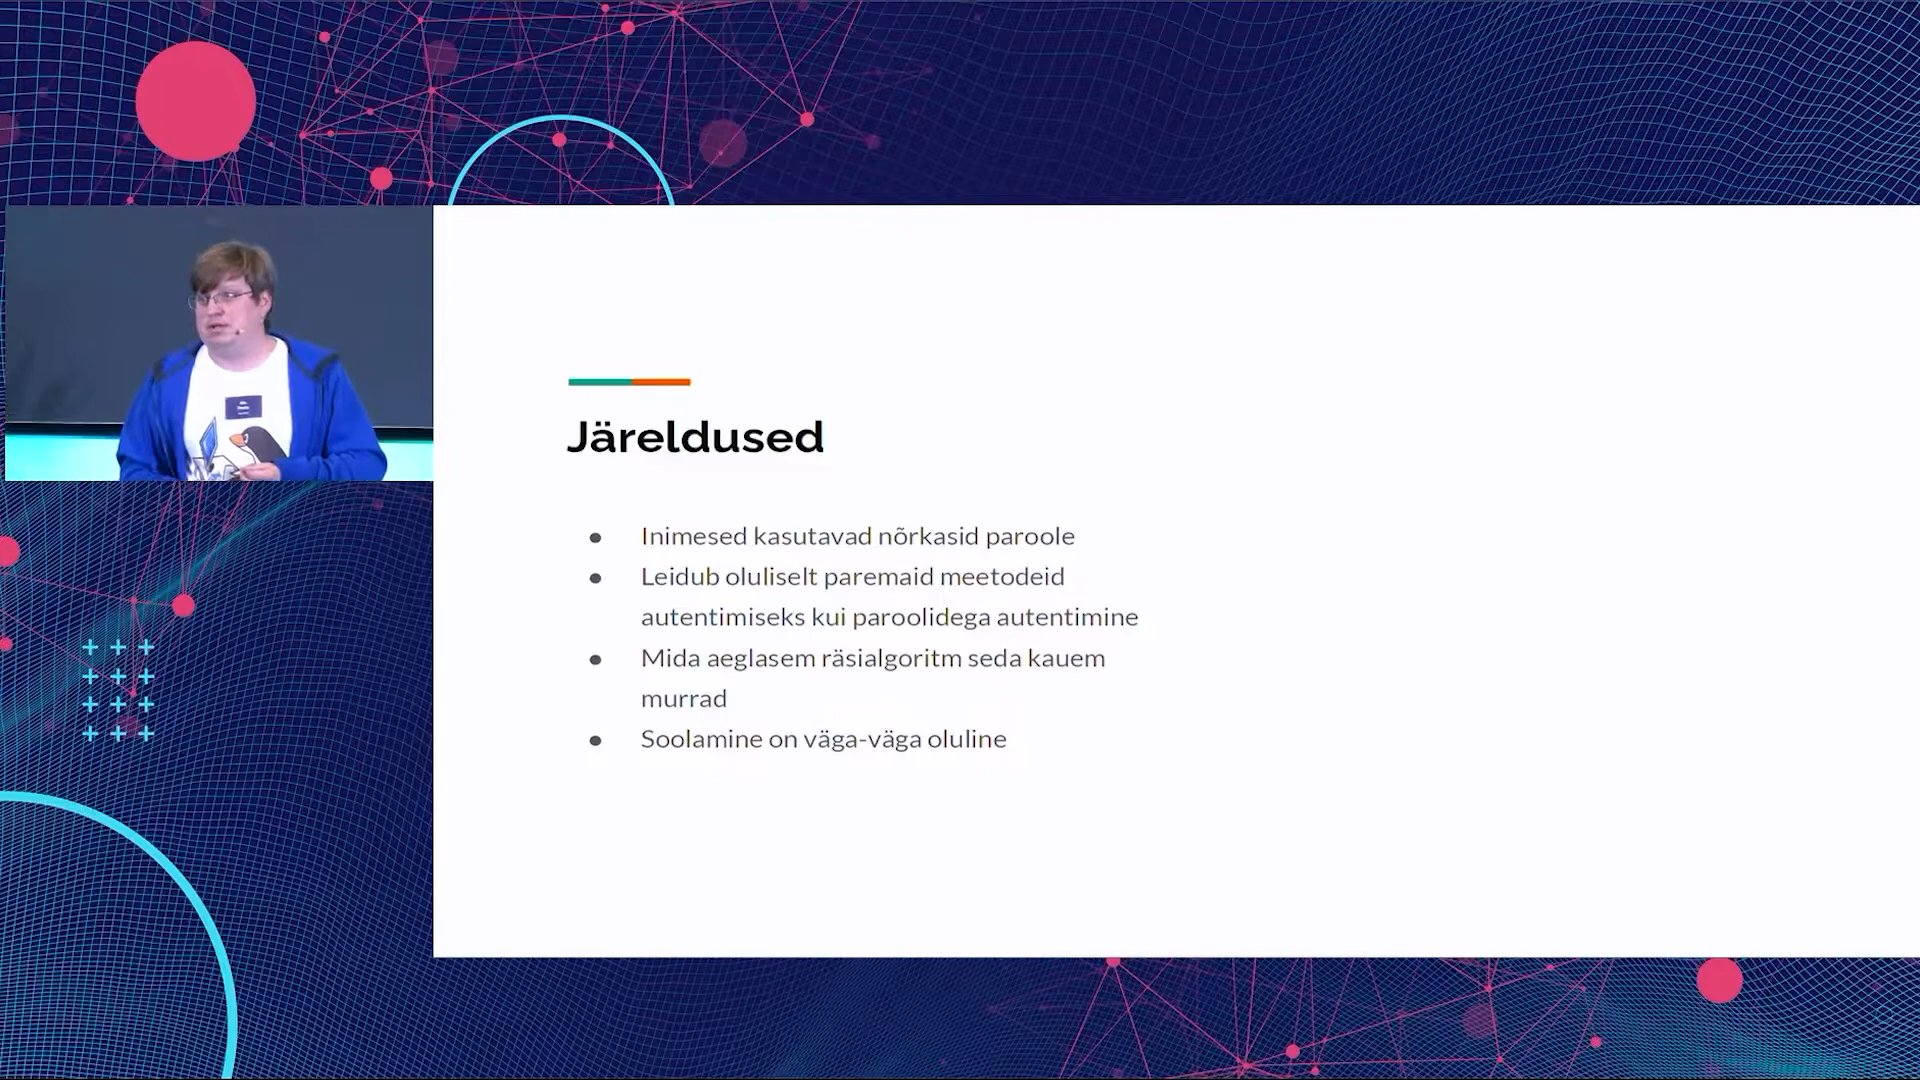 Järeldused
● Inimesed kasutavad nõrkasid paroole
● Leidub oluliselt paremaid meetodeid
autentimiseks kui paroolidega autentimine
● Mida aeglasem räsialgoritm seda kauem
murrad
● Soolamine on väga-väga oluline